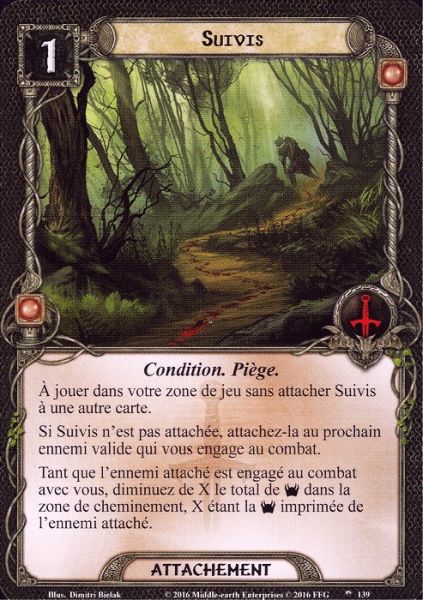 1
Suivis
Condition. Piège.
À jouer dans votre zone de jeu sans attacher Suivis
à une autre carte.
Si Suivis n'est pas attachée, attachez-la au prochain
ennemi valide qui vous engage au combat.
Tant que l'ennemi attaché est engagé au combat
avec vous, diminuez de X le total de dans la
zone de cheminement, X étant la imprimée de
l'ennemi attaché.
ATTACHEMENT
Illus. Dimitri Bielak © 2016 Middle-earth Enterprises © 2016 FFG 139